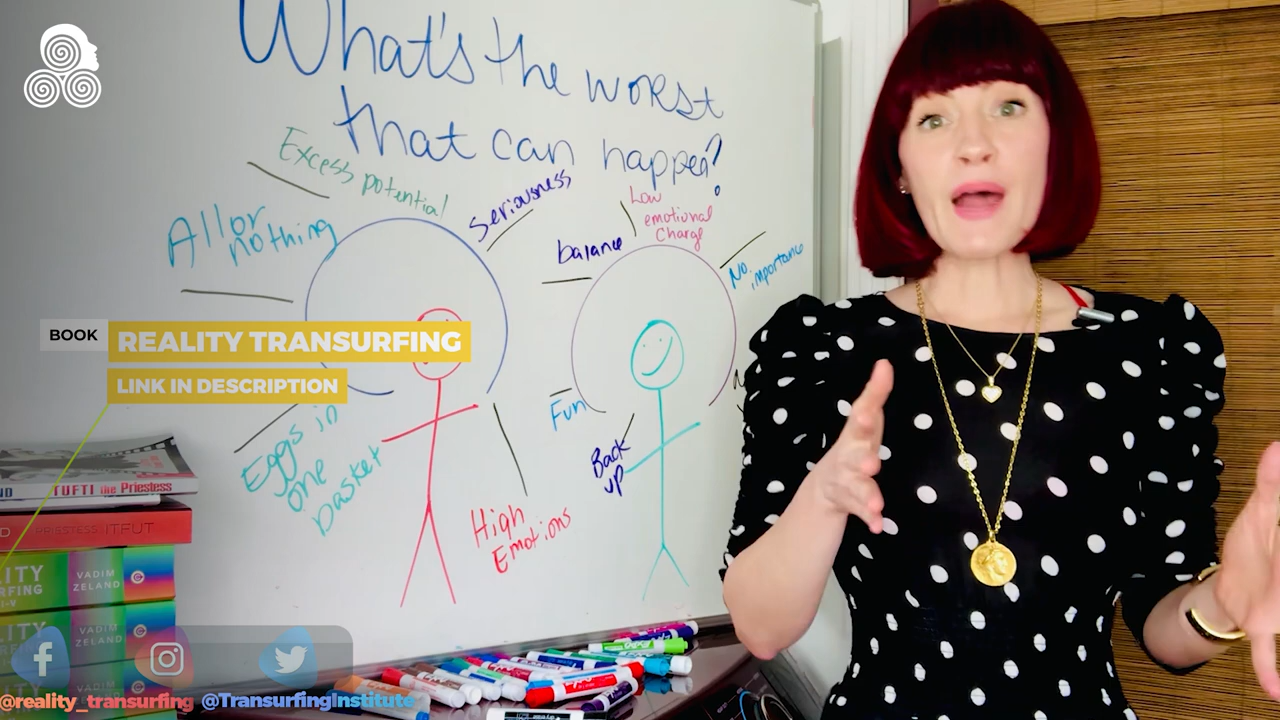 What's the worst
that can happen?
Excess potential
Seriousness
All or
nothing
Low
emotional
Charge
balance
No
importance
BOOK
REALITY TRANSURFING
LINK IN DESCRIPTION
Eggs in
one
basket
Fun
Back
up
High
Emotions
TUFTI the Priestess
PRISSTESS ITFUT
VADIM
ZELAND
VADIM
ZELAND
@reality_transurfing
@TransurfingInstitute